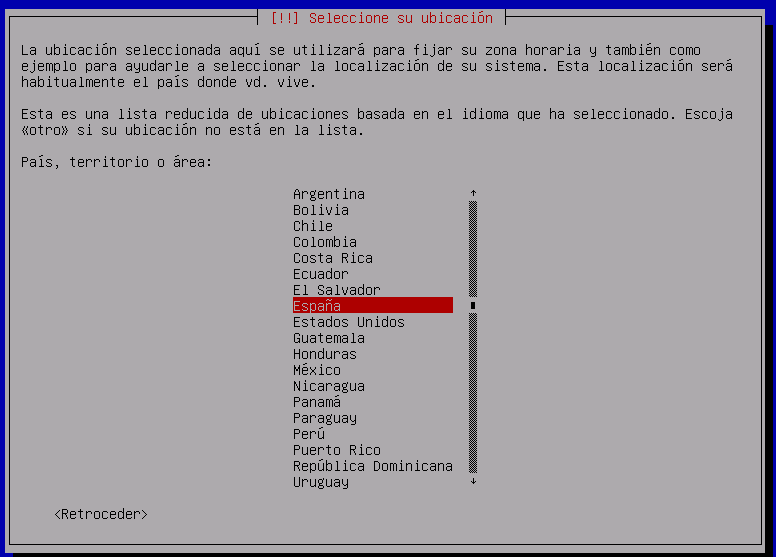 [!!] Seleccione su ubicación
La ubicación seleccionada aquí se utilizará para fijar su zona horaria y también como
ejemplo para ayudarle a seleccionar la localización de su sistema. Esta localización será
habitualmente el país donde vd. vive.
Esta es una lista reducida de ubicaciones basada en el idioma que ha seleccionado. Escoja
«otro» si su ubicación no está en la lista.
País, territorio o área:
Argentina
Bolivia
Chile
Colombia
Costa Rica
Ecuador
El Salvador
España
Estados Unidos
Guatemala
Honduras
México
Nicaragua
Panamá
Paraguay
Perú
Puerto Rico
República Dominicana
Uruguay
<Retroceder>